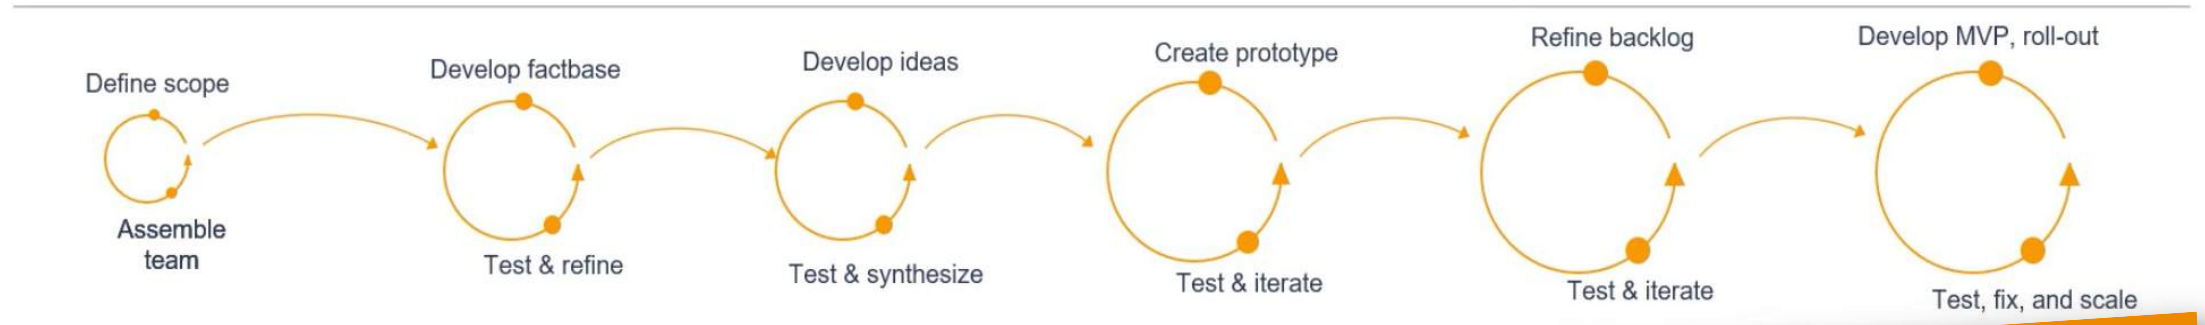 Define scope
Assemble
team
Develop factbase
Test & refine
Develop ideas
Test & synthesize
Create prototype
Test & iterate
Refine backlog
Test & iterate
Develop MVP, roll-out
Test, fix, and scale